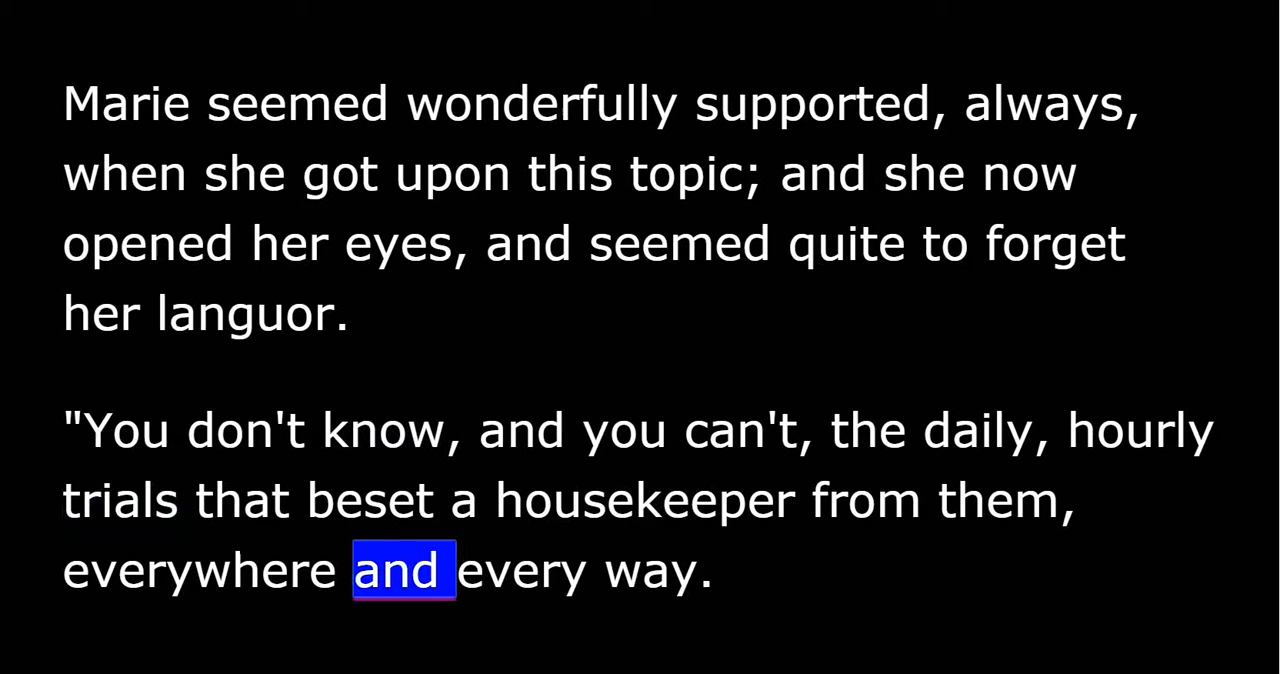 Marie seemed wonderfully supported, always,
when she got upon this topic; and she now
opened her eyes, and seemed quite to forget
her languor.
"You don't know, and you can't, the daily, hourly
trials that beset a housekeeper from them,
everywhere and every way.